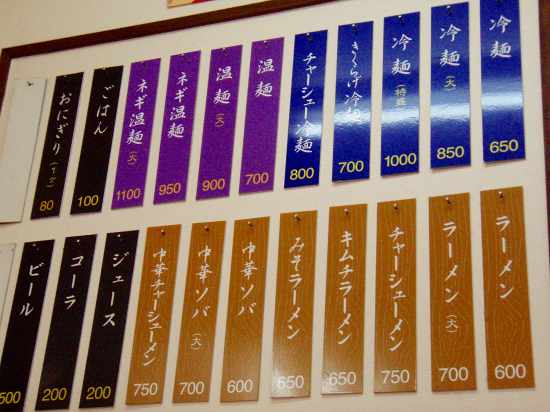 冷麺 650
冷麺（大） 850
冷麺（特盛） 1000
きくらげ冷麺 700
チャーシュー冷麺 800
温麺 700
温麺（大） 900
ネギ温麺 950
ネギ温麺（大） 1100
ごはん 100
おにぎり（1ケ） 80
ラーメン 600
ラーメン（大） 700
チャーシューメン 750
キムチラーメン 650
みそラーメン 650
中華ソバ 600
中華ソバ（大） 700
中華チャーシューメン 750
ジュース 200
コーラ 200
ビール 500